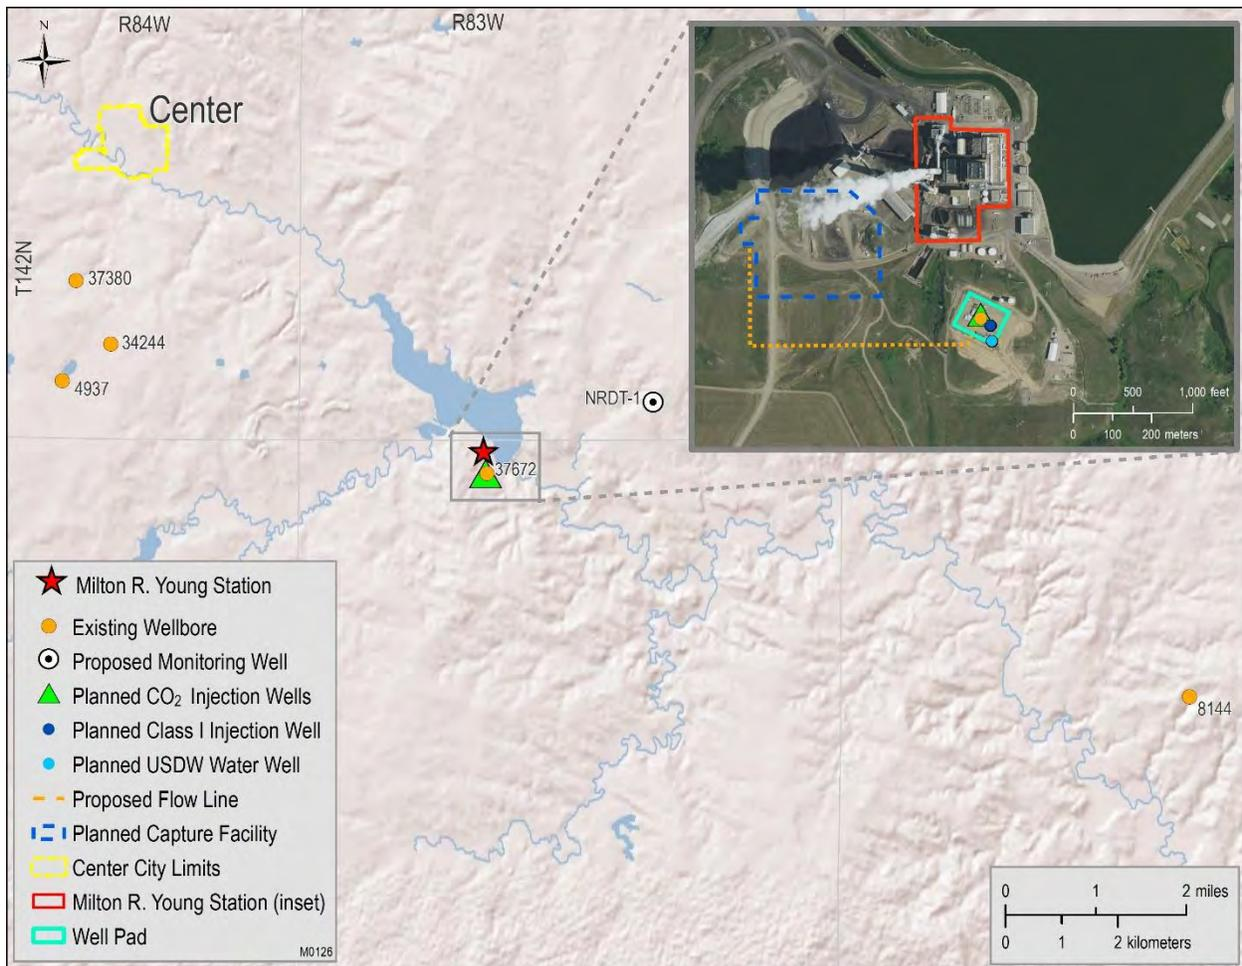 R84W
R83W
N
Center
T142N
37380
34244
4937
NRDT-1
37672
8144
0 500 1,000 feet
0 100 200 meters
Milton R. Young Station
Existing Wellbore
Proposed Monitoring Well
Planned CO₂ Injection Wells
Planned Class I Injection Well
Planned USDW Water Well
Proposed Flow Line
Planned Capture Facility
Center City Limits
Milton R. Young Station (inset)
Well Pad
M0126
0 1 2 miles
0 1 2 kilometers